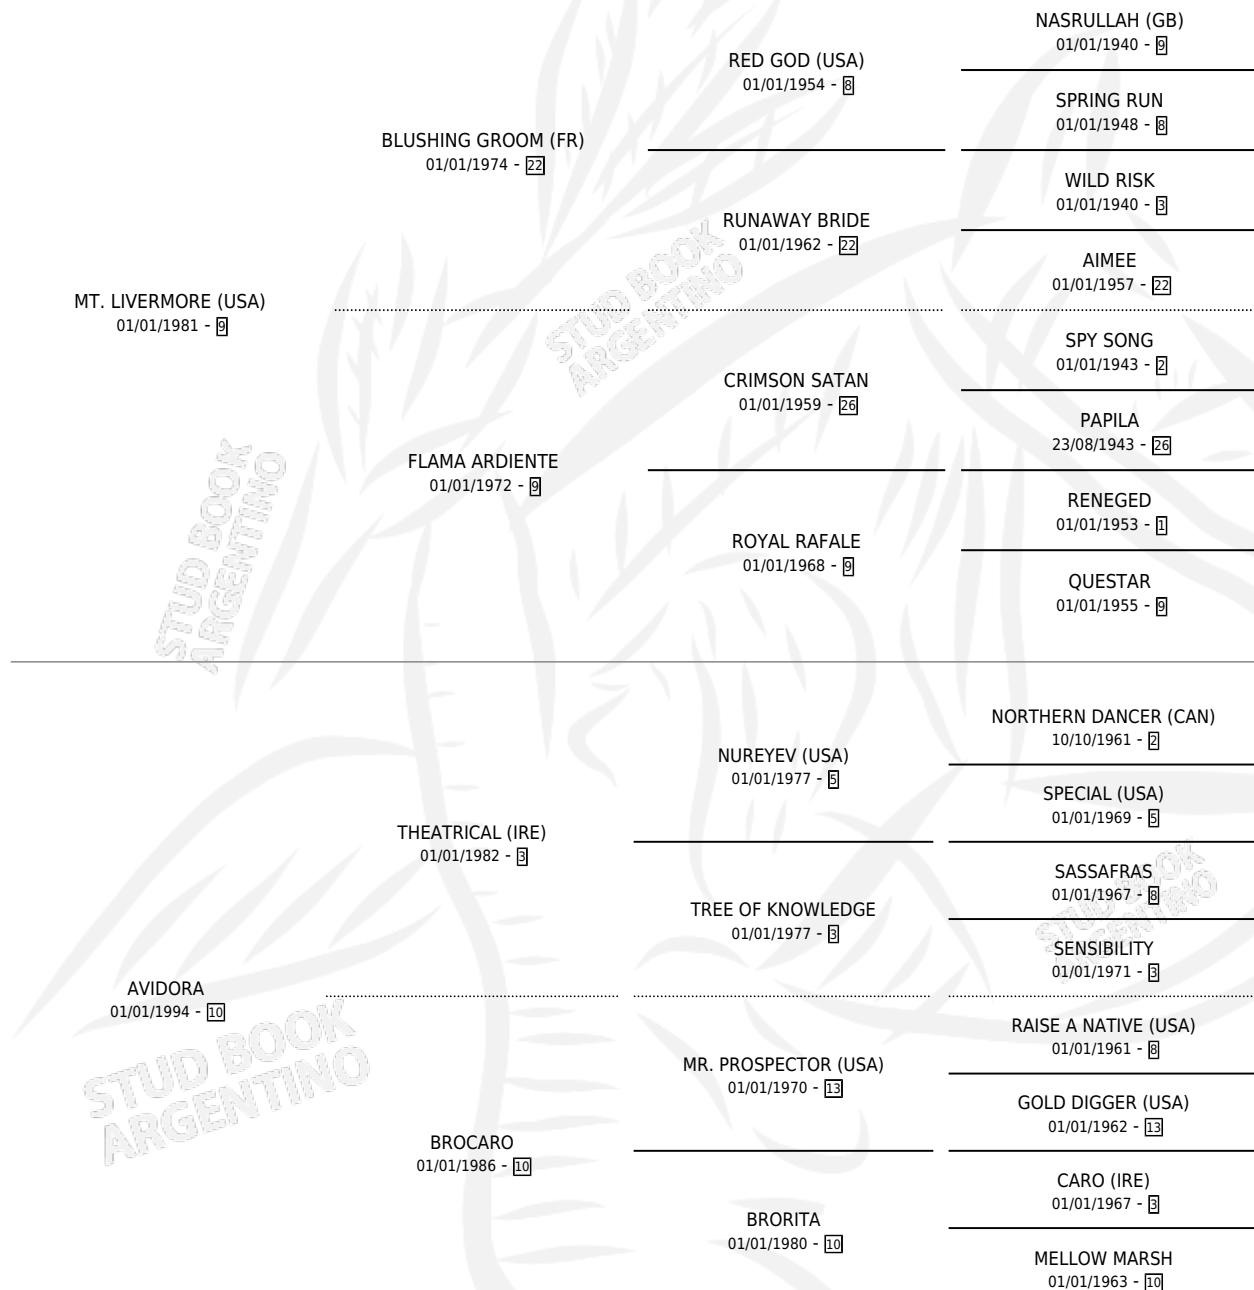 NASRULLAH (GB)
01/01/1940 - 9
RED GOD (USA)
01/01/1954 - 8
SPRING RUN
01/01/1948 - 8
BLUSHING GROOM (FR)
01/01/1974 - 22
WILD RISK
01/01/1940 - 3
RUNAWAY BRIDE
01/01/1962 - 22
AIMEE
01/01/1957 - 22
MT. LIVERMORE (USA)
01/01/1981 - 9
SPY SONG
01/01/1943 - 2
CRIMSON SATAN
01/01/1959 - 26
PAPILA
23/08/1943 - 26
FLAMA ARDIENTE
01/01/1972 - 9
RENEGED
01/01/1953 - 1
ROYAL RAFALE
01/01/1968 - 9
QUESTAR
01/01/1955 - 9
NORTHERN DANCER (CAN)
10/10/1961 - 2
NUREYEV (USA)
01/01/1977 - 5
SPECIAL (USA)
01/01/1969 - 5
THEATRICAL (IRE)
01/01/1982 - 3
SASSAFRAS
01/01/1967 - 8
TREE OF KNOWLEDGE
01/01/1977 - 3
SENSIBILITY
01/01/1971 - 3
AVIDORA
01/01/1994 - 10
RAISE A NATIVE (USA)
01/01/1961 - 8
MR. PROSPECTOR (USA)
01/01/1970 - 13
GOLD DIGGER (USA)
01/01/1962 - 13
BROCARO
01/01/1986 - 10
CARO (IRE)
01/01/1967 - 3
BRORITA
01/01/1980 - 10
MELLOW MARSH
01/01/1963 - 10
STUD BOOK
ARGENTINO
STUD BOOK
ARGENTINO
STUD BOOK
ARGENTINO
STUD BOOK
ARGENTINO